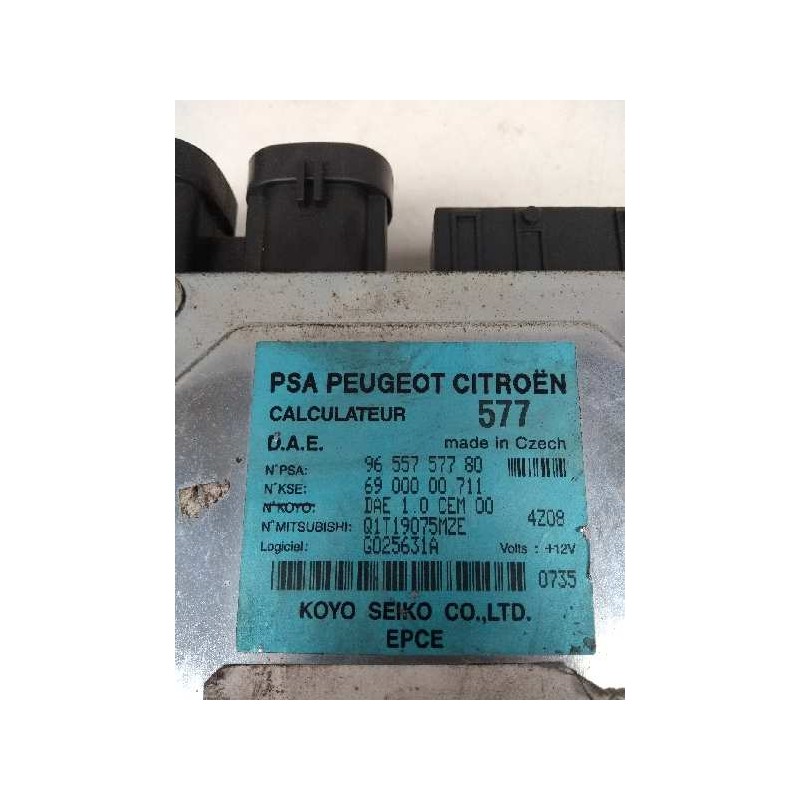 PSA PEUGEOT CITROËN
CALCULATEUR 577
D.A.E. made in Czech
N°PSA: 96 557 577 80
N°KSE: 69 000 00 711
N°KOYO: DAE 1.0 CEM 00
N°MITSUBISHI: Q1T19075MZE 4Z08
Logiciel: G025631A Volts : +12V
0735
KOYO SEIKO CO.,LTD.
EPCE